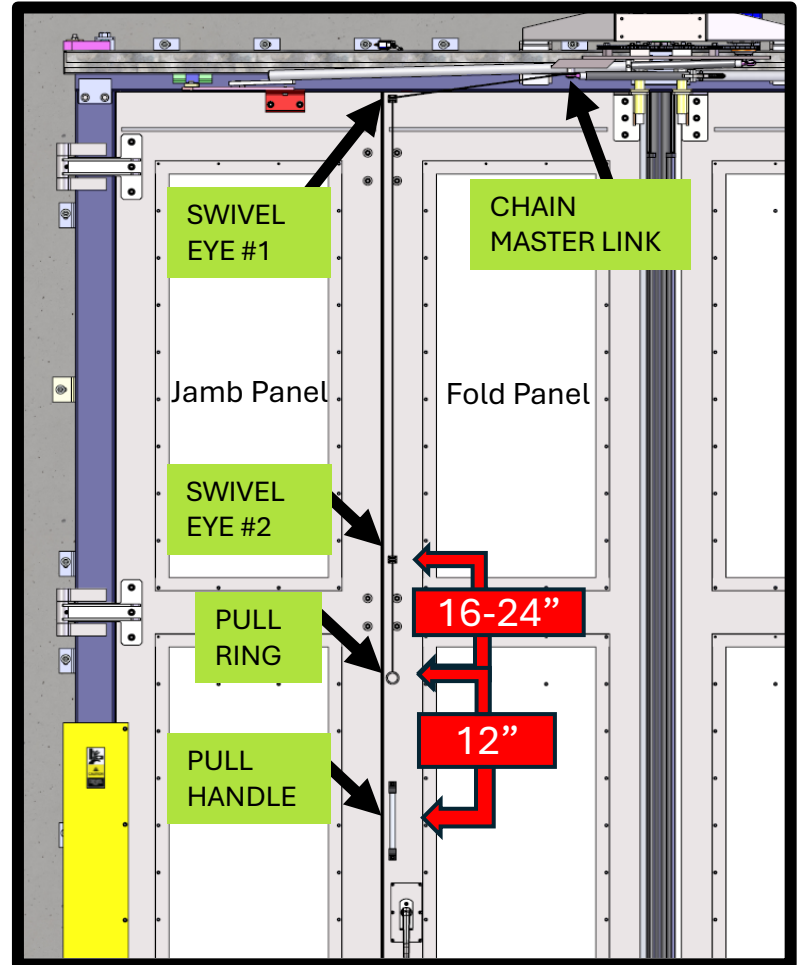 SWIVEL
EYE #1
CHAIN
MASTER LINK
Jamb Panel
Fold Panel
SWIVEL
EYE #2
16-24”
PULL
RING
12”
PULL
HANDLE